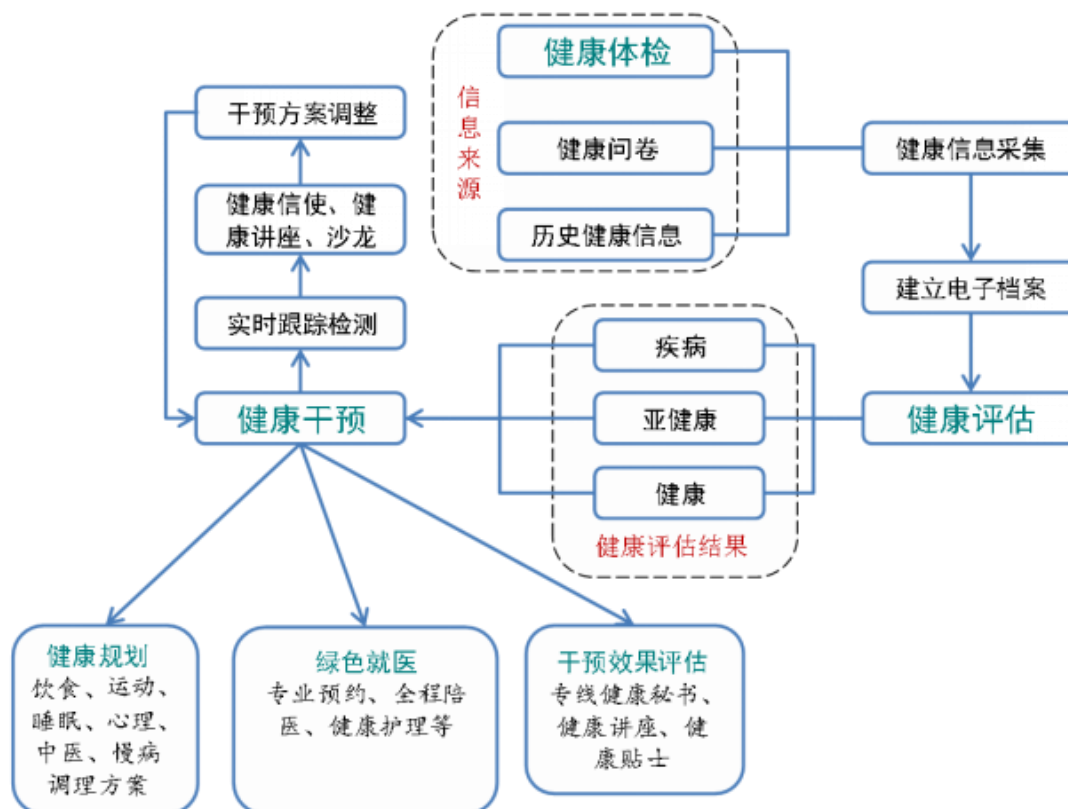 健康体检
信息来源
干预方案调整
健康问卷
健康信息采集
健康信使、健
康讲座、沙龙
历史健康信息
建立电子档案
实时跟踪检测
疾病
健康干预
亚健康
健康评估
健康
健康评估结果
健康规划
饮食、运动、
睡眠、心理、
中医、慢病
调理方案
绿色就医
专业预约、全程陪
医、健康护理等
干预效果评估
专线健康秘书、
健康讲座、健
康贴士